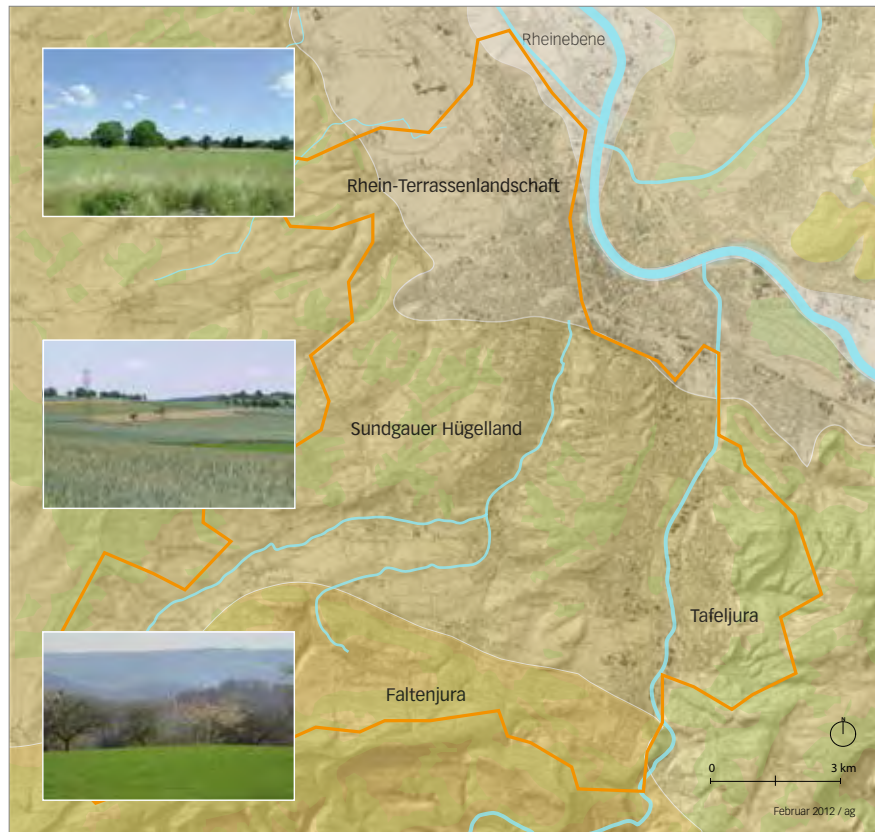 Rheinebene
Rhein-Terrassenlandschaft
Sundgauer Hügelland
Tafeljura
Faltenjura
N
0 3 km
Februar 2012 / ag